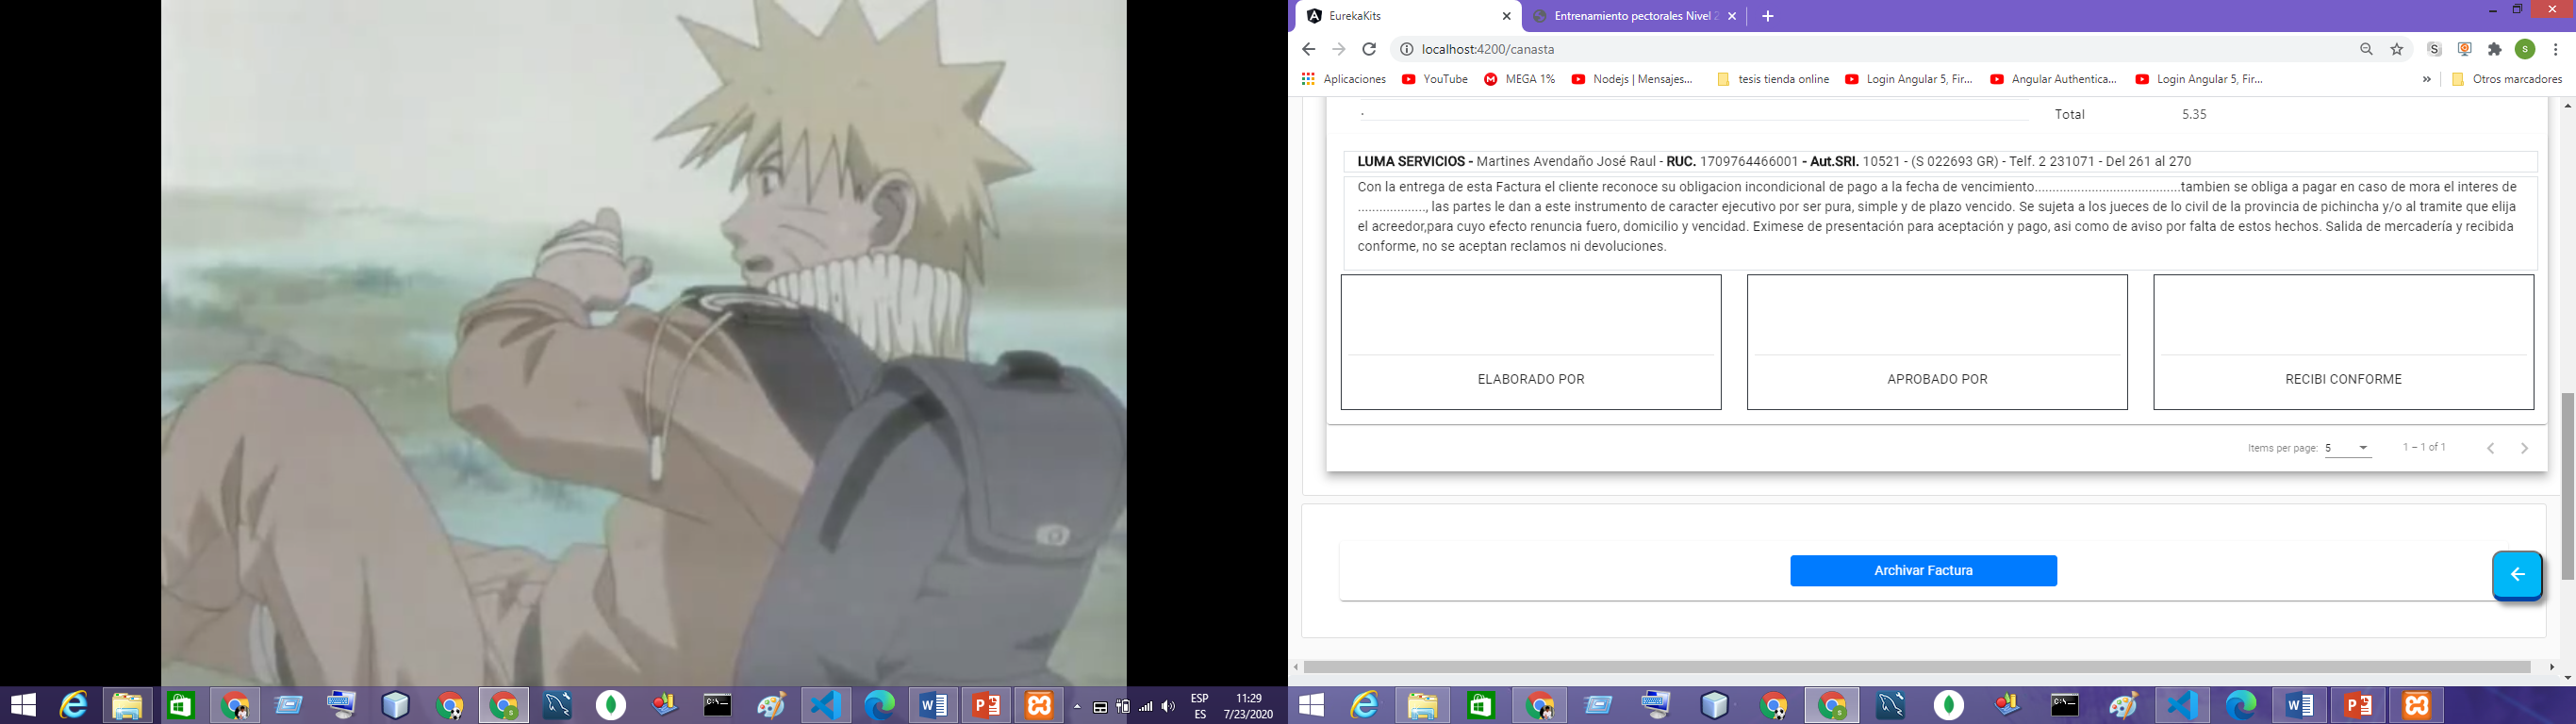 EurekaKits
Entrenamiento pectorales Nivel 2
localhost:4200/canasta
S
s
Aplicaciones
YouTube
MEGA 1%
Nodejs | Mensajes...
tesis tienda online
Login Angular 5, Fir...
Angular Authentica...
Login Angular 5, Fir...
»
Otros marcadores
.
Total 5.35
LUMA SERVICIOS - Martines Avendaño José Raul - RUC. 1709764466001 - Aut.SRI. 10521 - (S 022693 GR) - Telf. 2 231071 - Del 261 al 270
Con la entrega de esta Factura el cliente reconoce su obligacion incondicional de pago a la fecha de vencimiento.........................................tambien se obliga a pagar en caso de mora el interes de
..................., las partes le dan a este instrumento de caracter ejecutivo por ser pura, simple y de plazo vencido. Se sujeta a los jueces de lo civil de la provincia de pichincha y/o al tramite que elija
el acreedor,para cuyo efecto renuncia fuero, domicilio y vencidad. Eximese de presentación para aceptación y pago, asi como de aviso por falta de estos hechos. Salida de mercadería y recibida
conforme, no se aceptan reclamos ni devoluciones.
ELABORADO POR
APROBADO POR
RECIBI CONFORME
Items per page: 5 1 – 1 of 1
Archivar Factura
ESP
ES
11:29
7/23/2020